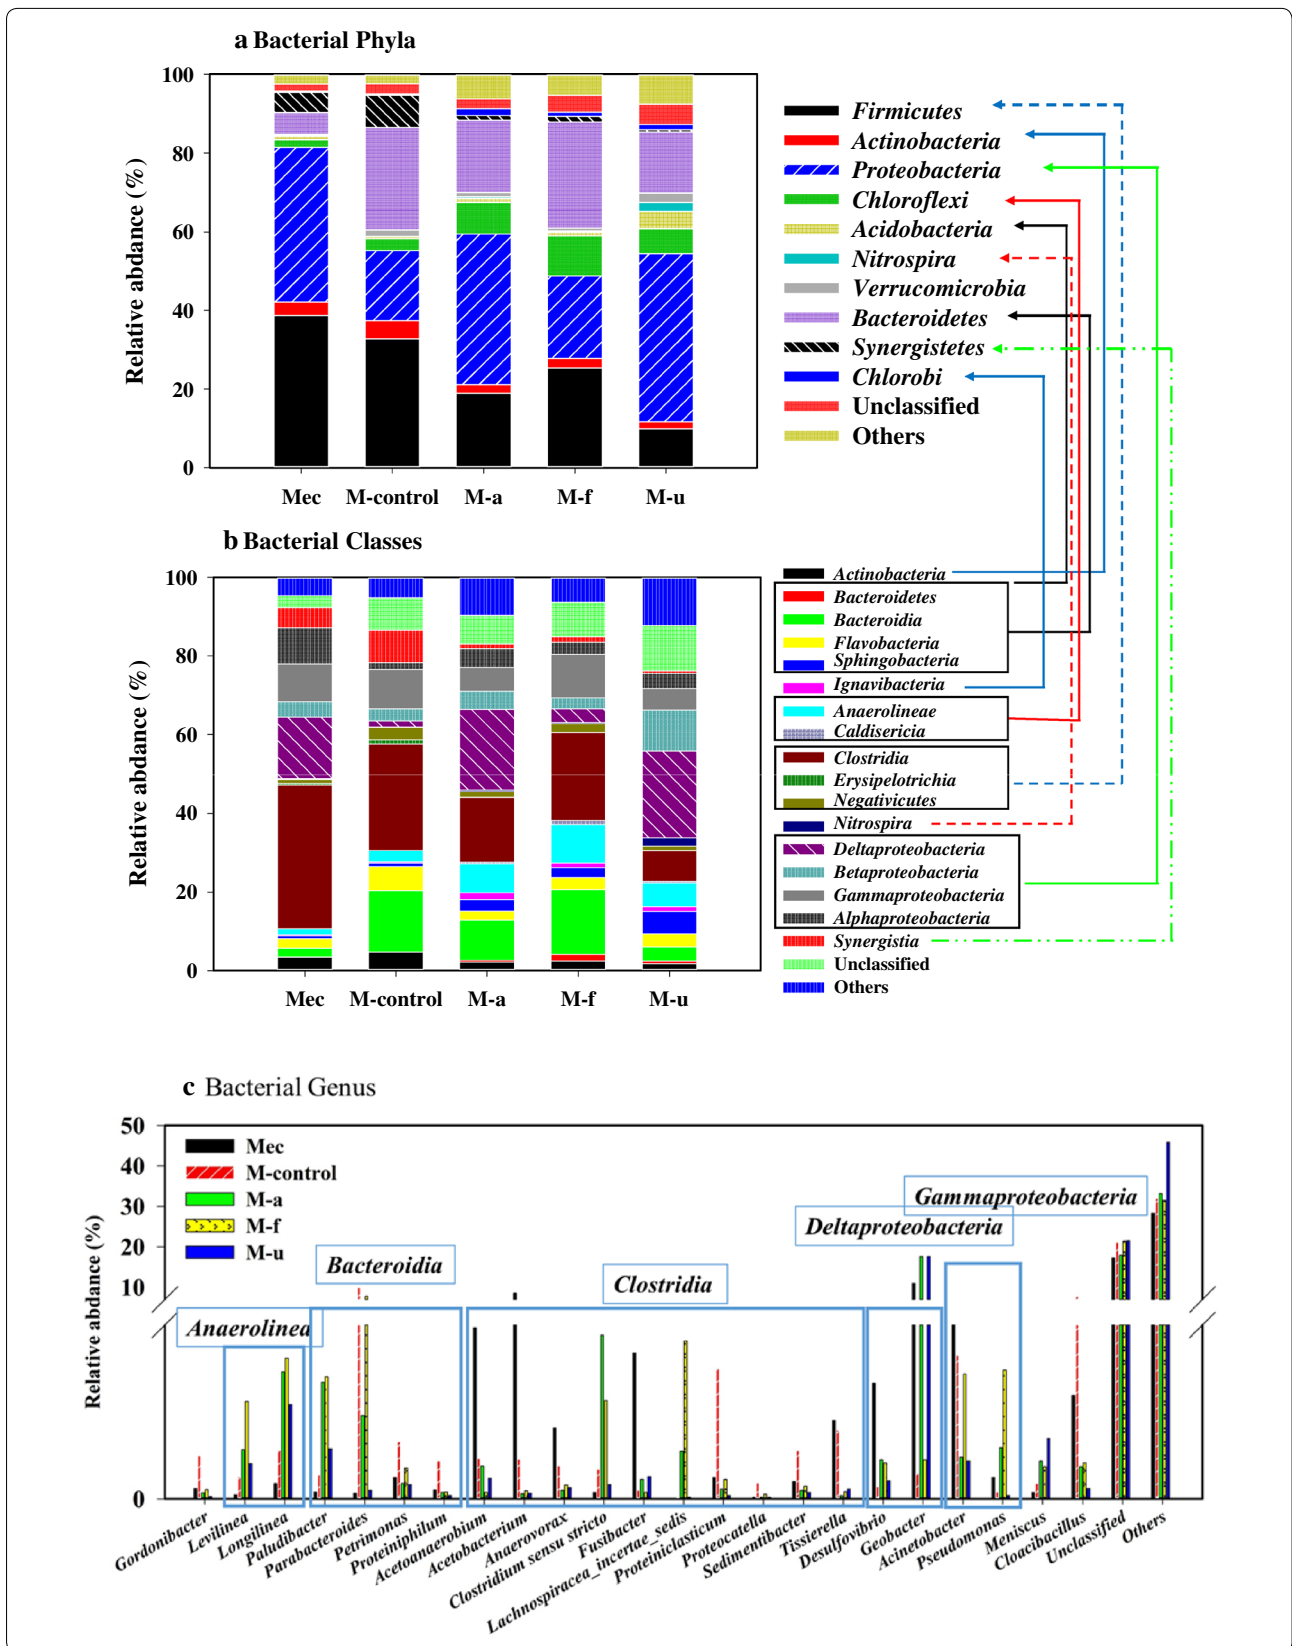 a Bacterial Phyla
Relative abdance (%)
100
80
60
40
20
0
Mec
M-control
M-a
M-f
M-u
Firmicutes
Actinobacteria
Proteobacteria
Chloroflexi
Acidobacteria
Nitrospira
Verrucomicrobia
Bacteroidetes
Synergistetes
Chlorobi
Unclassified
Others
b Bacterial Classes
Relative abdance (%)
100
80
60
40
20
0
Mec
M-control
M-a
M-f
M-u
Actinobacteria
Bacteroidetes
Bacteroidia
Flavobacteria
Sphingobacteria
Ignavibacteria
Anaerolineae
Caldisericia
Clostridia
Erysipelotrichia
Negativicutes
Nitrospira
Deltaproteobacteria
Betaproteobacteria
Gammaproteobacteria
Alphaproteobacteria
Synergistia
Unclassified
Others
c Bacterial Genus
Relative abdance (%)
50
40
30
20
10
0
Mec
M-control
M-a
M-f
M-u
Anaerolinea
Bacteroidia
Clostridia
Deltaproteobacteria
Gammaproteobacteria
Gordonibacter
Levilinea
Longilinea
Paludibacter
Parabacteroides
Petrimonas
Proteiniphilum
Acetoanaerobium
Acetobacterium
Anaerovorax
Clostridium sensu stricto
Fusibacter
Lachnospiracea_incertae_sedis
Proteiniclasticum
Proteocatella
Sedimentibacter
Tissierella
Desulfovibrio
Geobacter
Acinetobacter
Pseudomonas
Meniscus
Cloacibacillus
Unclassified
Others